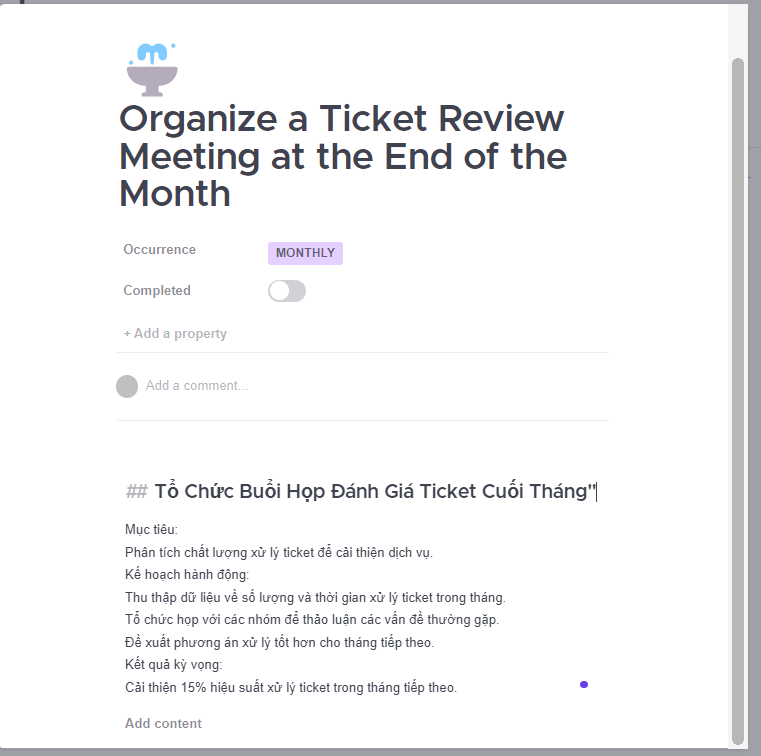 Organize a Ticket Review
Meeting at the End of the
Month
Occurrence
MONTHLY
Completed
+ Add a property
Add a comment...
## Tổ Chức Buổi Họp Đánh Giá Ticket Cuối Tháng"
Mục tiêu:
Phân tích chất lượng xử lý ticket để cải thiện dịch vụ.
Kế hoạch hành động:
Thu thập dữ liệu về số lượng và thời gian xử lý ticket trong tháng.
Tổ chức họp với các nhóm để thảo luận các vấn đề thường gặp.
Đề xuất phương án xử lý tốt hơn cho tháng tiếp theo.
Kết quả kỳ vọng:
Cải thiện 15% hiệu suất xử lý ticket trong tháng tiếp theo.
Add content